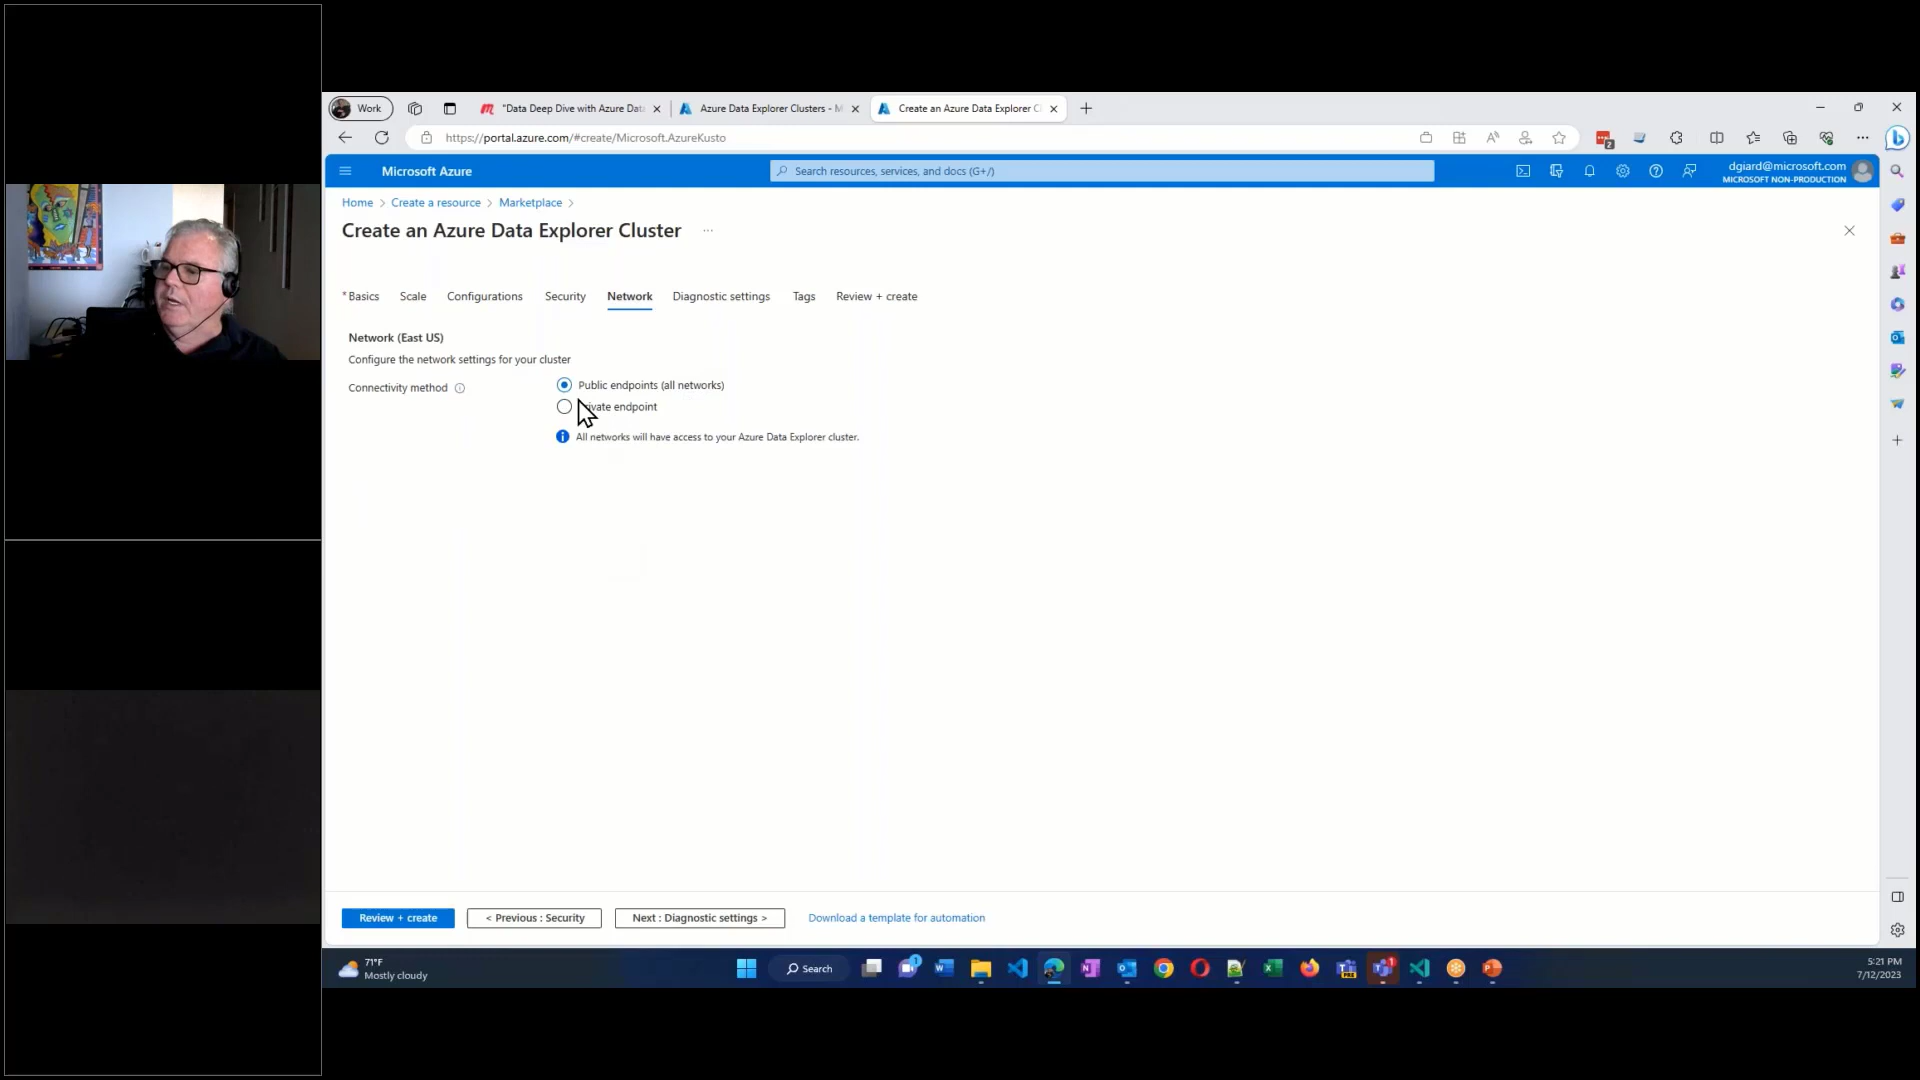 Work
"Data Deep Dive with Azure Dat
Azure Data Explorer Clusters - M
Create an Azure Data Explorer C
https://portal.azure.com/#create/Microsoft.AzureKusto
2
Microsoft Azure
Search resources, services, and docs (G+/)
dgiard@microsoft.com
MICROSOFT NON-PRODUCTION
Home > Create a resource > Marketplace >
Create an Azure Data Explorer Cluster ...
* Basics Scale Configurations Security Network Diagnostic settings Tags Review + create
Network (East US)
Configure the network settings for your cluster
Connectivity method
Public endpoints (all networks)
endpoint
All networks will have access to your Azure Data Explorer cluster.
Review + create
< Previous : Security
Next : Diagnostic settings >
Download a template for automation
71°F
Mostly cloudy
Search
1
PRE
1
5:21 PM
7/12/2023